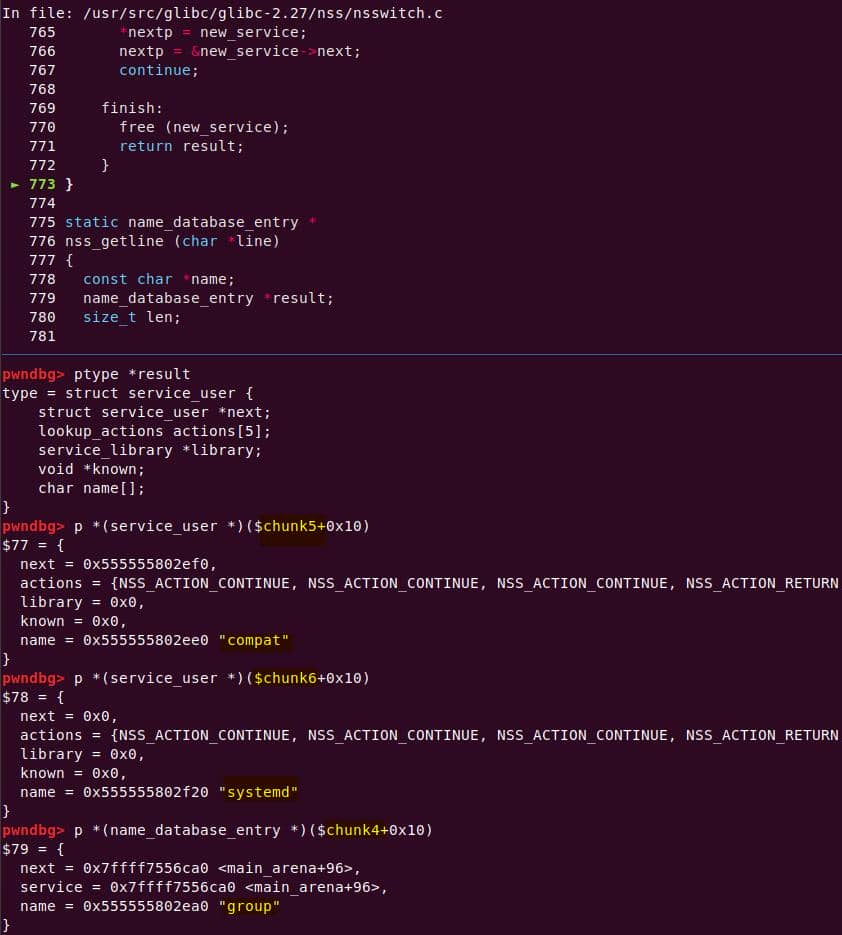 In file: /usr/src/glibc/glibc-2.27/nss/nsswitch.c
   765       *nextp = new_service;
   766       nextp = &new_service->next;
   767       continue;
   768
   769     finish:
   770       free (new_service);
   771       return result;
   772     }
 ► 773 }
   774
   775 static name_database_entry *
   776 nss_getline (char *line)
   777 {
   778   const char *name;
   779   name_database_entry *result;
   780   size_t len;
   781
pwndbg> ptype *result
type = struct service_user {
    struct service_user *next;
    lookup_actions actions[5];
    service_library *library;
    void *known;
    char name[];
}
pwndbg> p *(service_user *)($chunk5+0x10)
$77 = {
  next = 0x555555802ef0,
  actions = {NSS_ACTION_CONTINUE, NSS_ACTION_CONTINUE, NSS_ACTION_CONTINUE, NSS_ACTION_RETURN
  library = 0x0,
  known = 0x0,
  name = 0x555555802ee0 "compat"
}
pwndbg> p *(service_user *)($chunk6+0x10)
$78 = {
  next = 0x0,
  actions = {NSS_ACTION_CONTINUE, NSS_ACTION_CONTINUE, NSS_ACTION_CONTINUE, NSS_ACTION_RETURN
  library = 0x0,
  known = 0x0,
  name = 0x555555802f20 "systemd"
}
pwndbg> p *(name_database_entry *)($chunk4+0x10)
$79 = {
  next = 0x7ffff7556ca0 <main_arena+96>,
  service = 0x7ffff7556ca0 <main_arena+96>,
  name = 0x555555802ea0 "group"
}